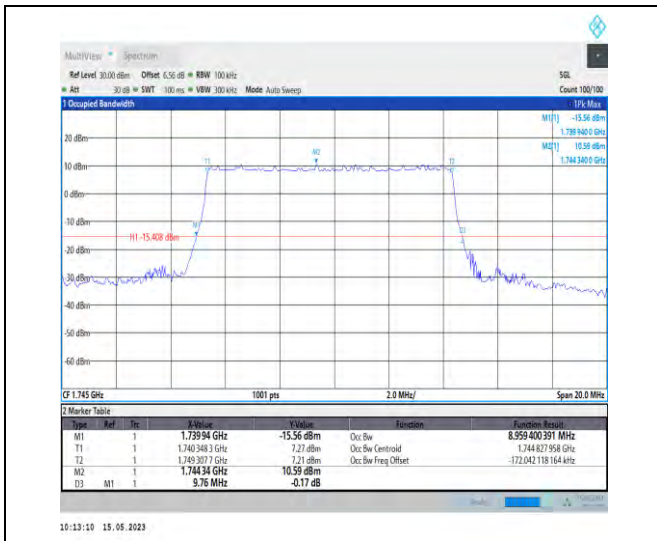 MultiView Spectrum
Ref Level 30.00 dBm Offset 6.56 dB RBW 100 kHz SGL
Att 30 dB SWT 100 ms VBW 300 kHz Mode Auto Sweep Count 100/100
1 Occupied Bandwidth 1Pk Max
M1[1] -15.56 dBm
1.739 940 0 GHz
M2[1] 10.59 dBm
1.744 340 0 GHz
20 dBm
M2
T1 T2
10 dBm
0 dBm
-10 dBm
M1
D3
H1 -15.408 dBm
-20 dBm
-30 dBm
-40 dBm
-50 dBm
-60 dBm
CF 1.745 GHz 1001 pts 2.0 MHz/ Span 20.0 MHz
2 Marker Table
Type Ref Trc X-Value Y-Value Function Function Result
M1 1 1.739 94 GHz -15.56 dBm Occ Bw 8.959 400 391 MHz
T1 1 1.740 348 3 GHz 7.27 dBm Occ Bw Centroid 1.744 827 958 GHz
T2 1 1.749 307 7 GHz 7.21 dBm Occ Bw Freq Offset -172.042 118 164 kHz
M2 1 1.744 34 GHz 10.59 dBm
D3 M1 1 9.76 MHz -0.17 dB
10:13:10 15.05.2023